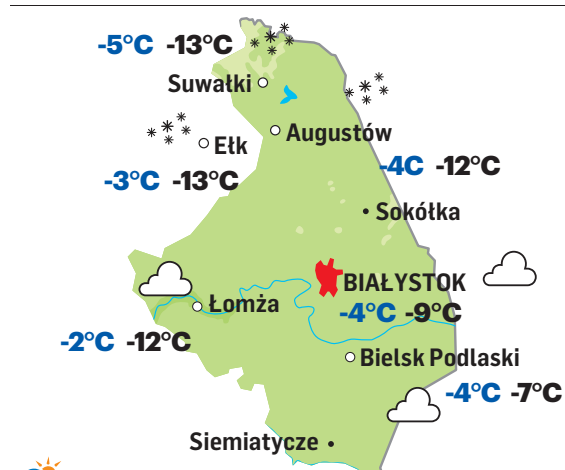 -5°C -13°C
Suwałki
Augustów
Ełk
-4C -12°C
-3°C -13°C
Sokółka
BIAŁYSTOK
Łomża
-4°C -9°C
-2°C -12°C
Bielsk Podlaski
-4°C -7°C
Siemiatycze